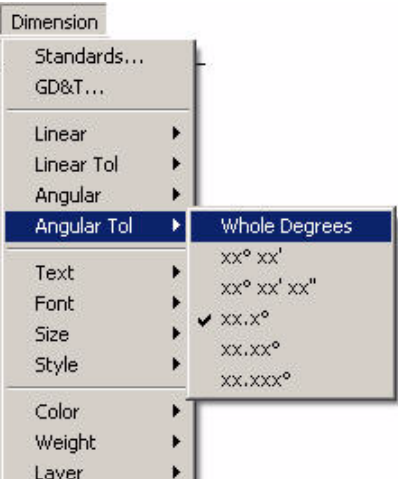 Dimension
Standards...
GD&T...
Linear
Linear Tol
Angular
Angular Tol
Whole Degrees
xx° xx'
xx° xx' xx"
xx.x°
xx.xx°
xx.xxx°
Text
Font
Size
Style
Color
Weight
Layer